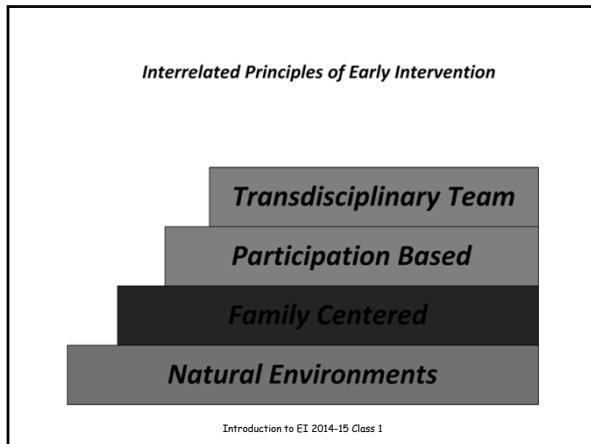 Interrelated Principles of Early Intervention
Transdisciplinary Team
Participation Based
Family Centered
Natural Environments
Introduction to EI 2014-15 Class 1